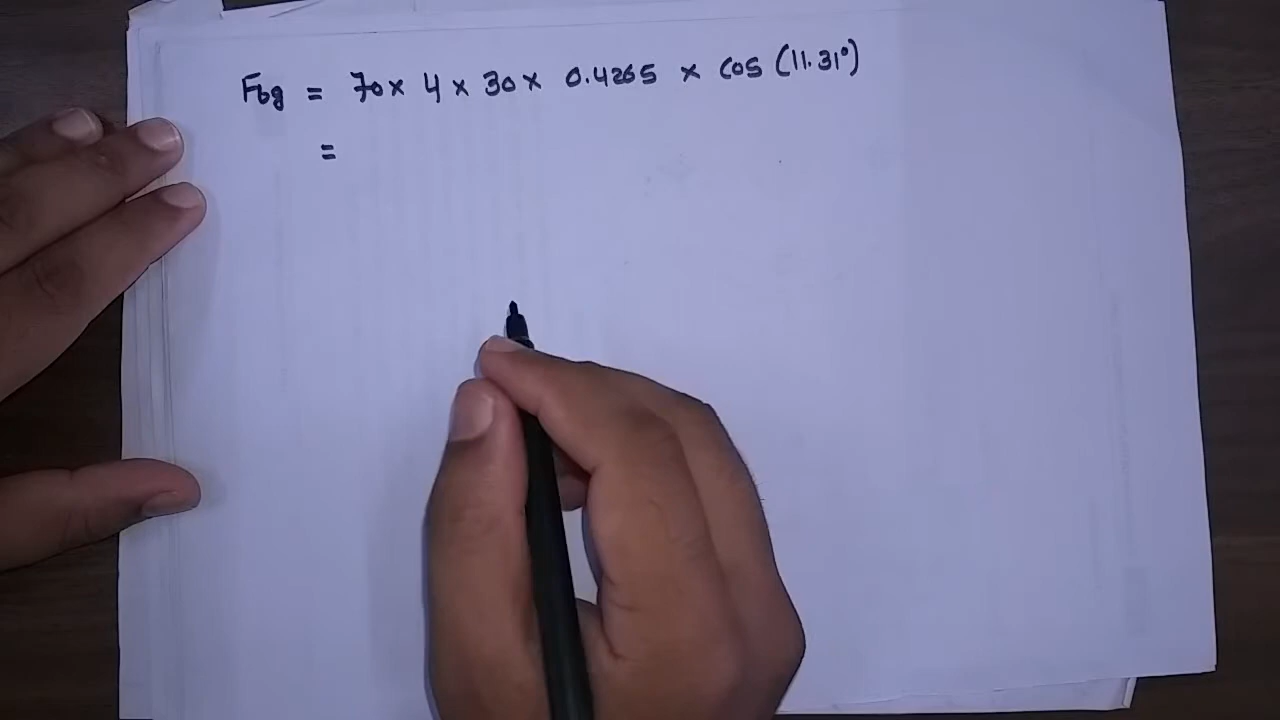 Fbg = 70 × 4 × 30 × 0.4265 × cos (11.31°)
=